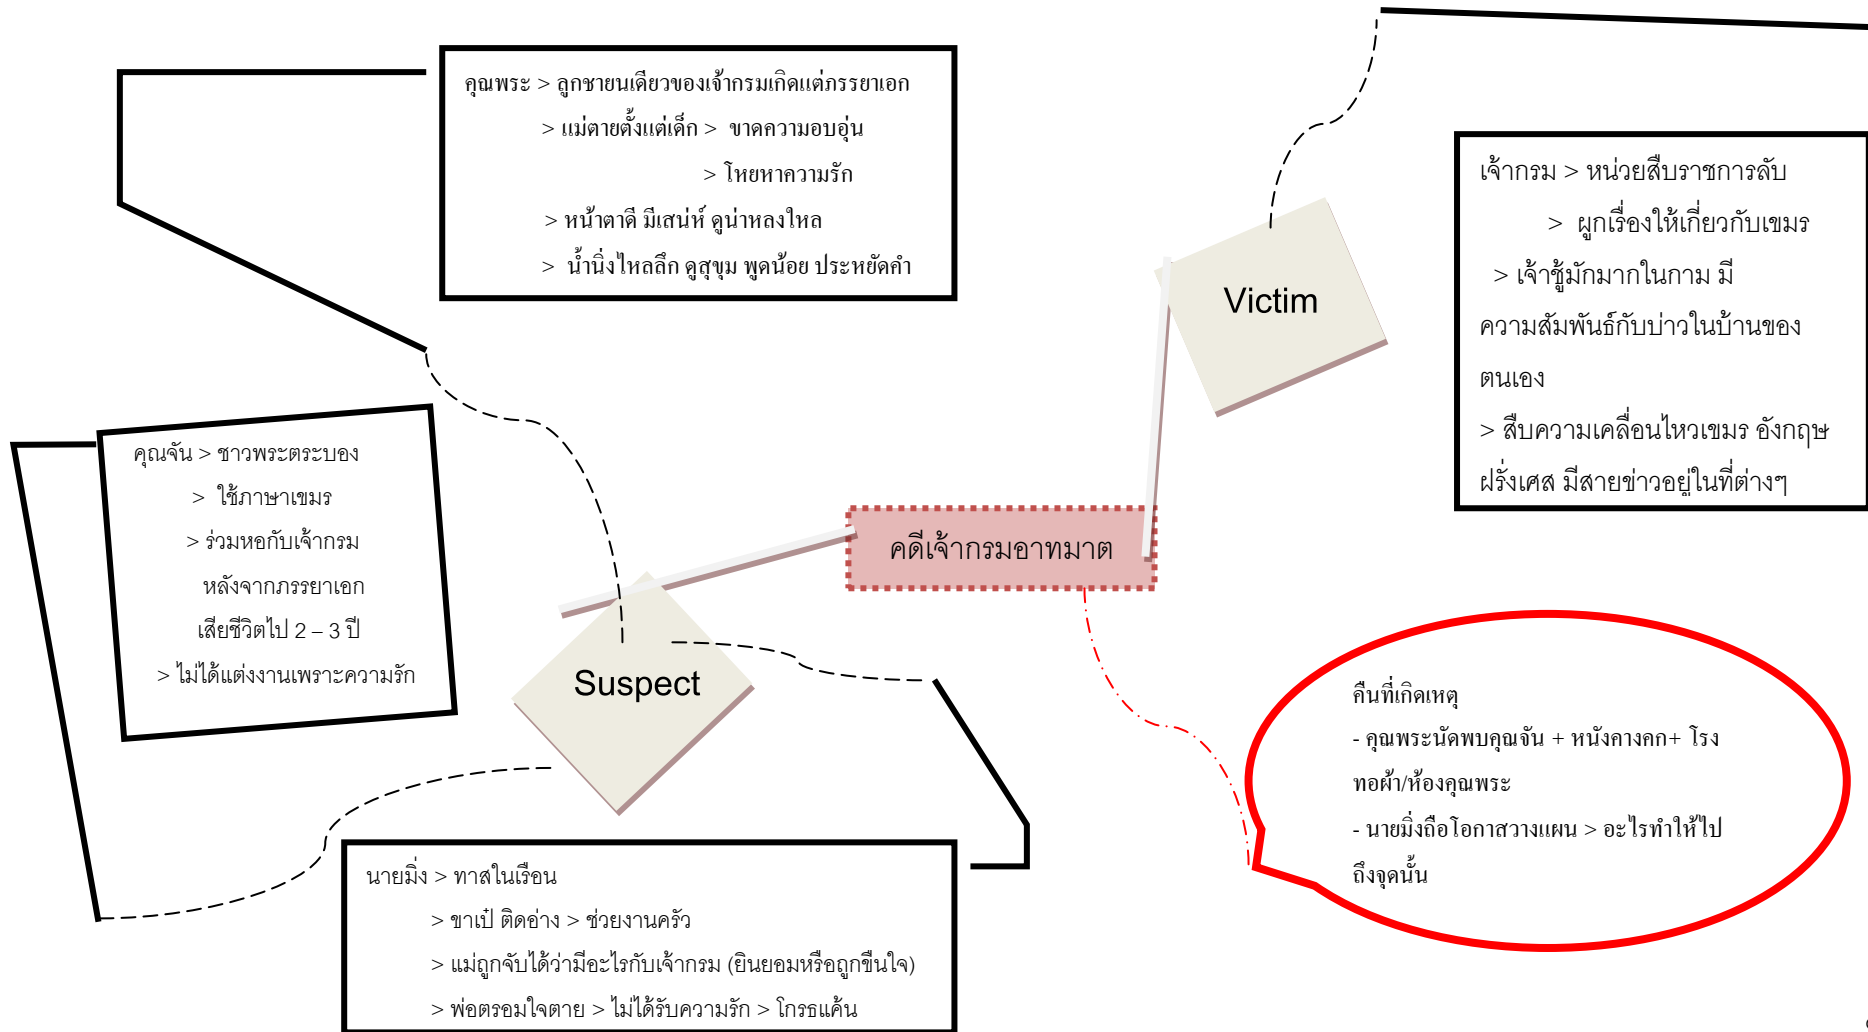 คุณพระ > ลูกชายนเดียวของเจ้ากรมเกิดแต่ภรรยาเอก
> แม่ตายตั้งแต่เด็ก > ขาดความอบอุ่น
> โหยหาความรัก
> หน้าตาดี มีเสน่ห์ ดูน่าหลงใหล
> น้ำนิ่งไหลลึก ดูสุขุม พูดน้อย ประหยัดคำ
เจ้ากรม > หน่วยสืบราชการลับ
> ผูกเรื่องให้เกี่ยวกับเขมร
> เจ้าชู้มักมากในกาม มี
ความสัมพันธ์กับบ่าวในบ้านของ
ตนเอง
> สืบความเคลื่อนไหวเขมร อังกฤษ
ฝรั่งเศส มีสายข่าวอยู่ในที่ต่างๆ
Victim
คุณจัน > ชาวพระตระบอง
> ใช้ภาษาเขมร
> ร่วมหอกับเจ้ากรม
หลังจากภรรยาเอก
เสียชีวิตไป 2 – 3 ปี
> ไม่ได้แต่งงานเพราะความรัก
คดีเจ้ากรมอาทมาต
Suspect
คืนที่เกิดเหตุ
- คุณพระนัดพบคุณจัน + หนังคางคก+ โรง
ทอผ้า/ห้องคุณพระ
- นายมิ่งถือโอกาสวางแผน > อะไรทำให้ไป
ถึงจุดนั้น
นายมิ่ง > ทาสในเรือน
> ขาเป๋ ติดอ่าง > ช่วยงานครัว
> แม่ถูกจับได้ว่ามีอะไรกับเจ้ากรม (ยินยอมหรือถูกขืนใจ)
> พ่อตรอมใจตาย > ไม่ได้รับความรัก > โกรธแค้น